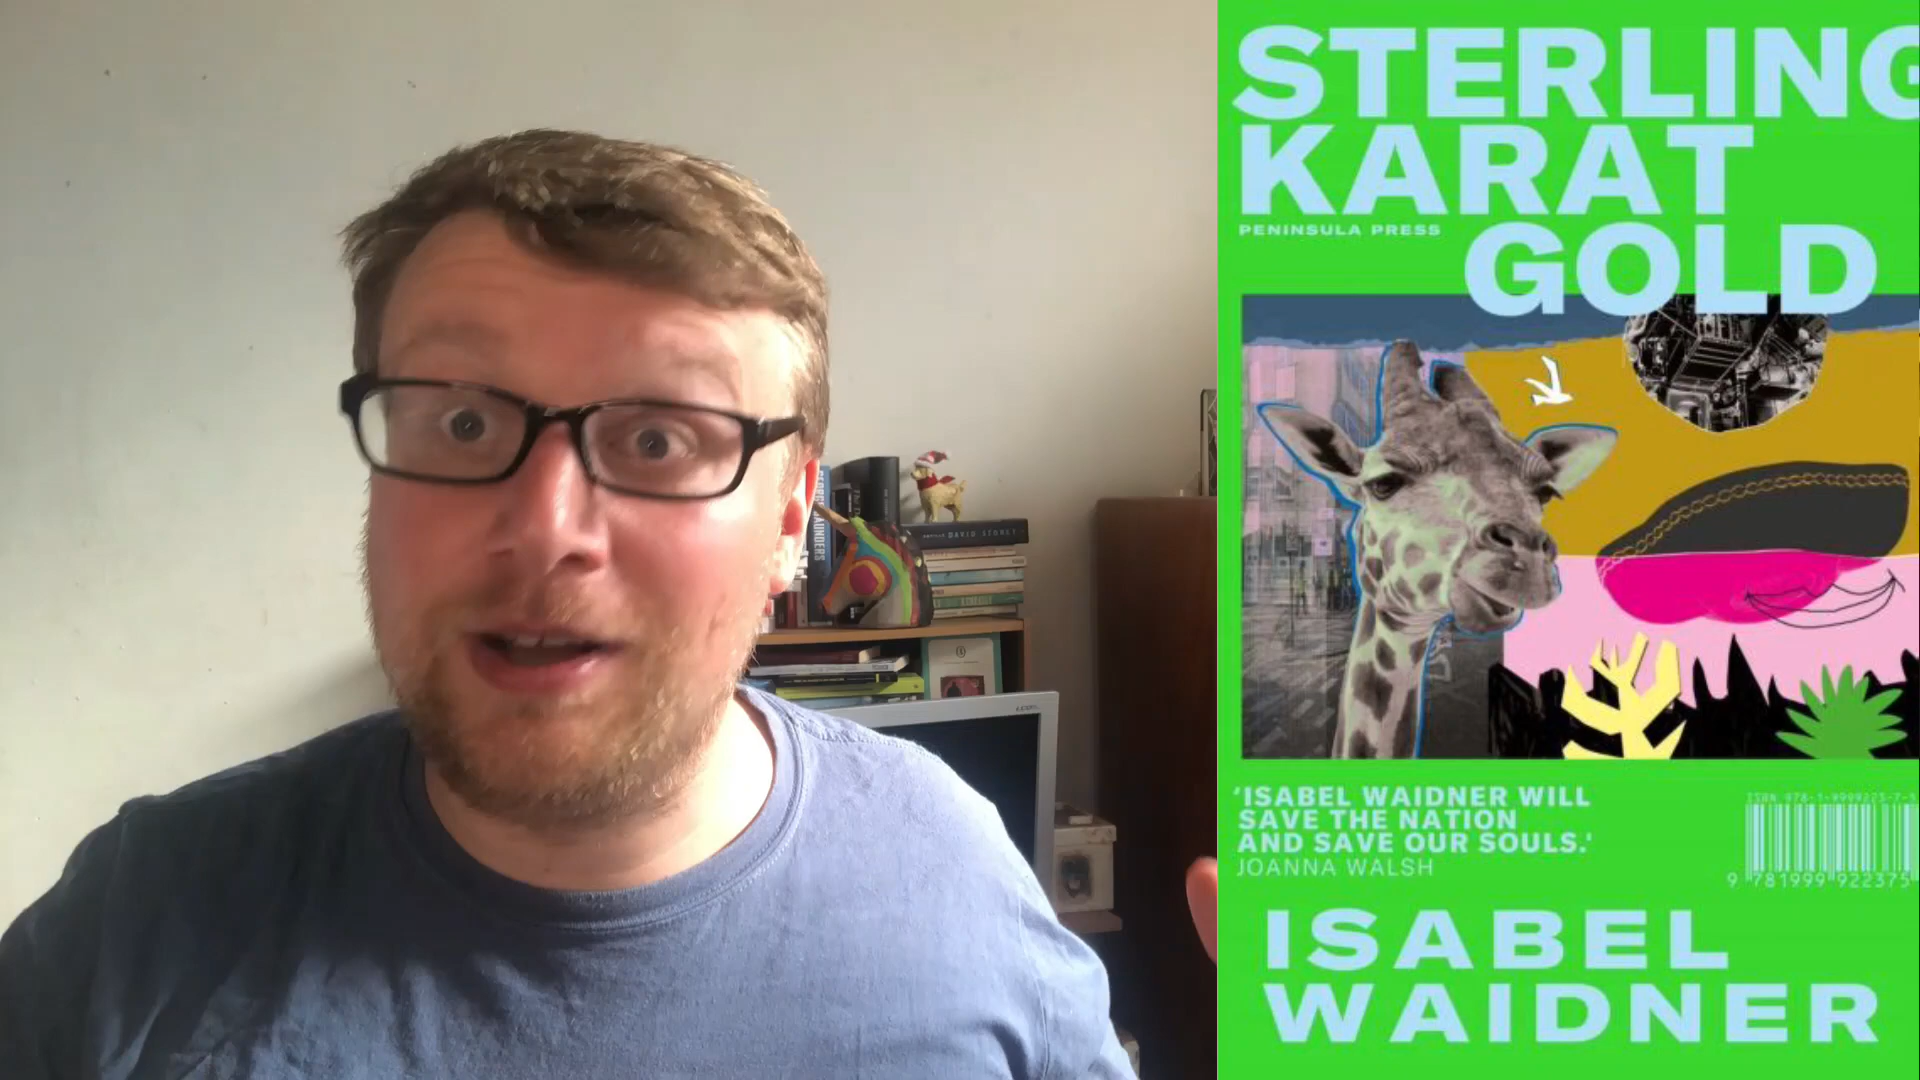 STERLING
KARAT
PENINSULA PRESS
GOLD
'ISABEL WAIDNER WILL
SAVE THE NATION
AND SAVE OUR SOULS.'
JOANNA WALSH
9 781999 922375
ISABEL
WAIDNER
SAUNDERS
DAVID STOREY